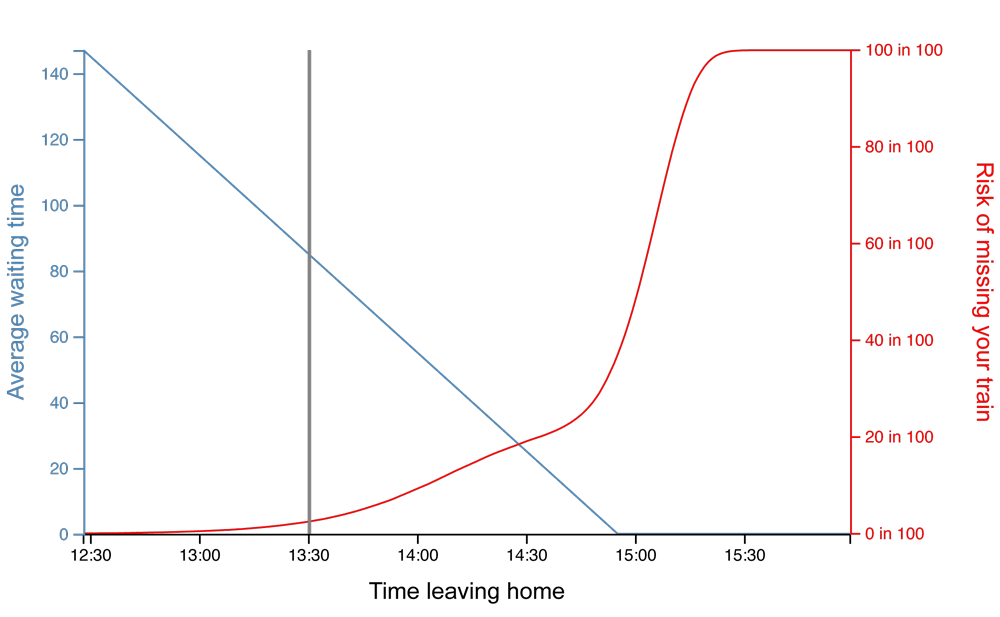 140
120
100
80
60
40
20
0
Average waiting time
100 in 100
80 in 100
60 in 100
40 in 100
20 in 100
0 in 100
Risk of missing your train
12:30 13:00 13:30 14:00 14:30 15:00 15:30
Time leaving home